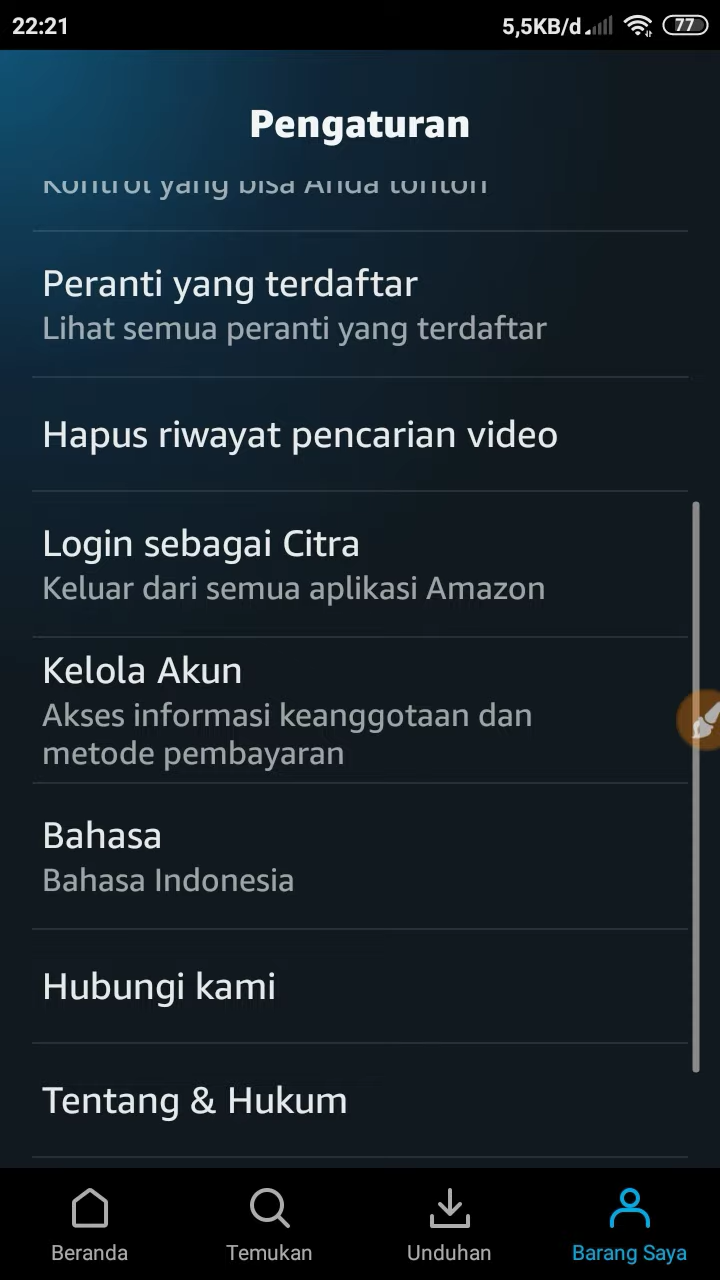 22:21
5,5KB/d
77
Pengaturan
Kontrol yang bisa Anda tonton
Peranti yang terdaftar
Lihat semua peranti yang terdaftar
Hapus riwayat pencarian video
Login sebagai Citra
Keluar dari semua aplikasi Amazon
Kelola Akun
Akses informasi keanggotaan dan
metode pembayaran
Bahasa
Bahasa Indonesia
Hubungi kami
Tentang & Hukum
Beranda
Temukan
Unduhan
Barang Saya